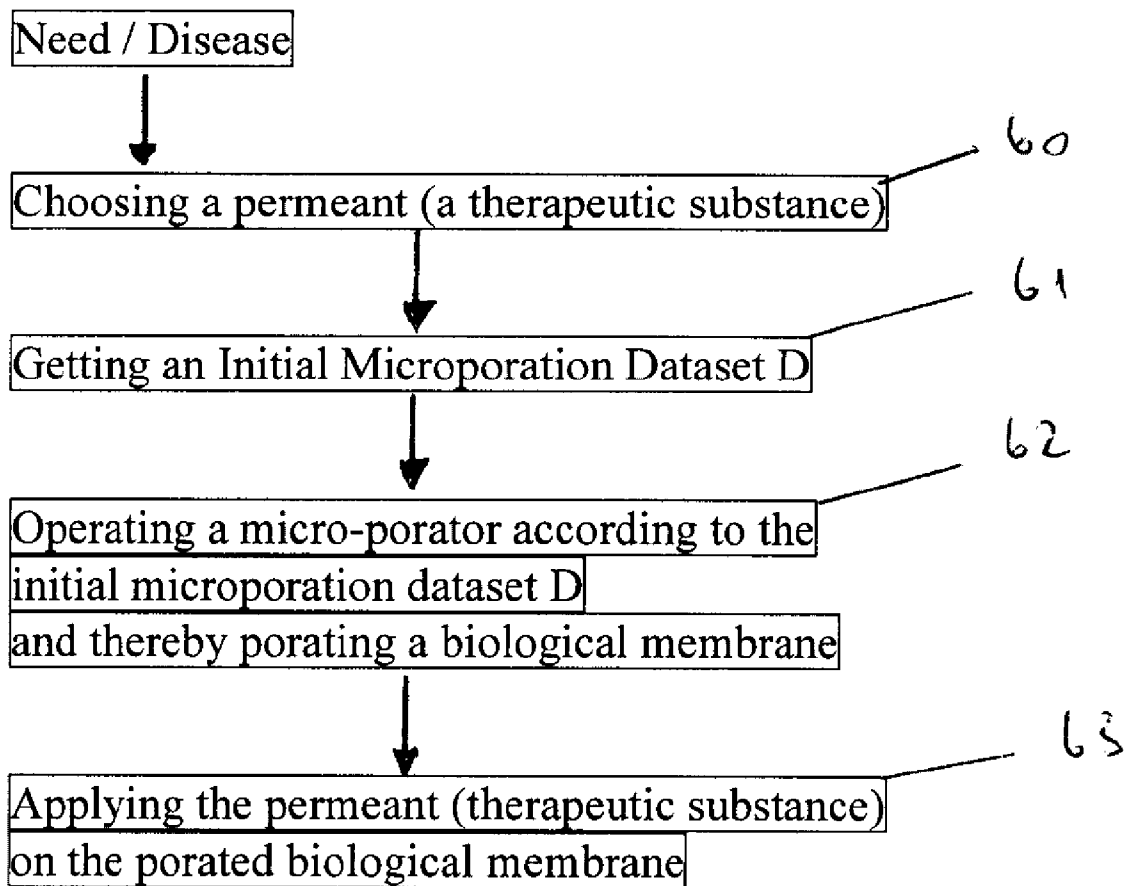 Need / Disease
60
Choosing a permeant (a therapeutic substance)
61
Getting an Initial Microporation Dataset D
62
Operating a micro-porator according to the
initial microporation dataset D
and thereby porating a biological membrane
63
Applying the permeant (therapeutic substance)
on the porated biological membrane